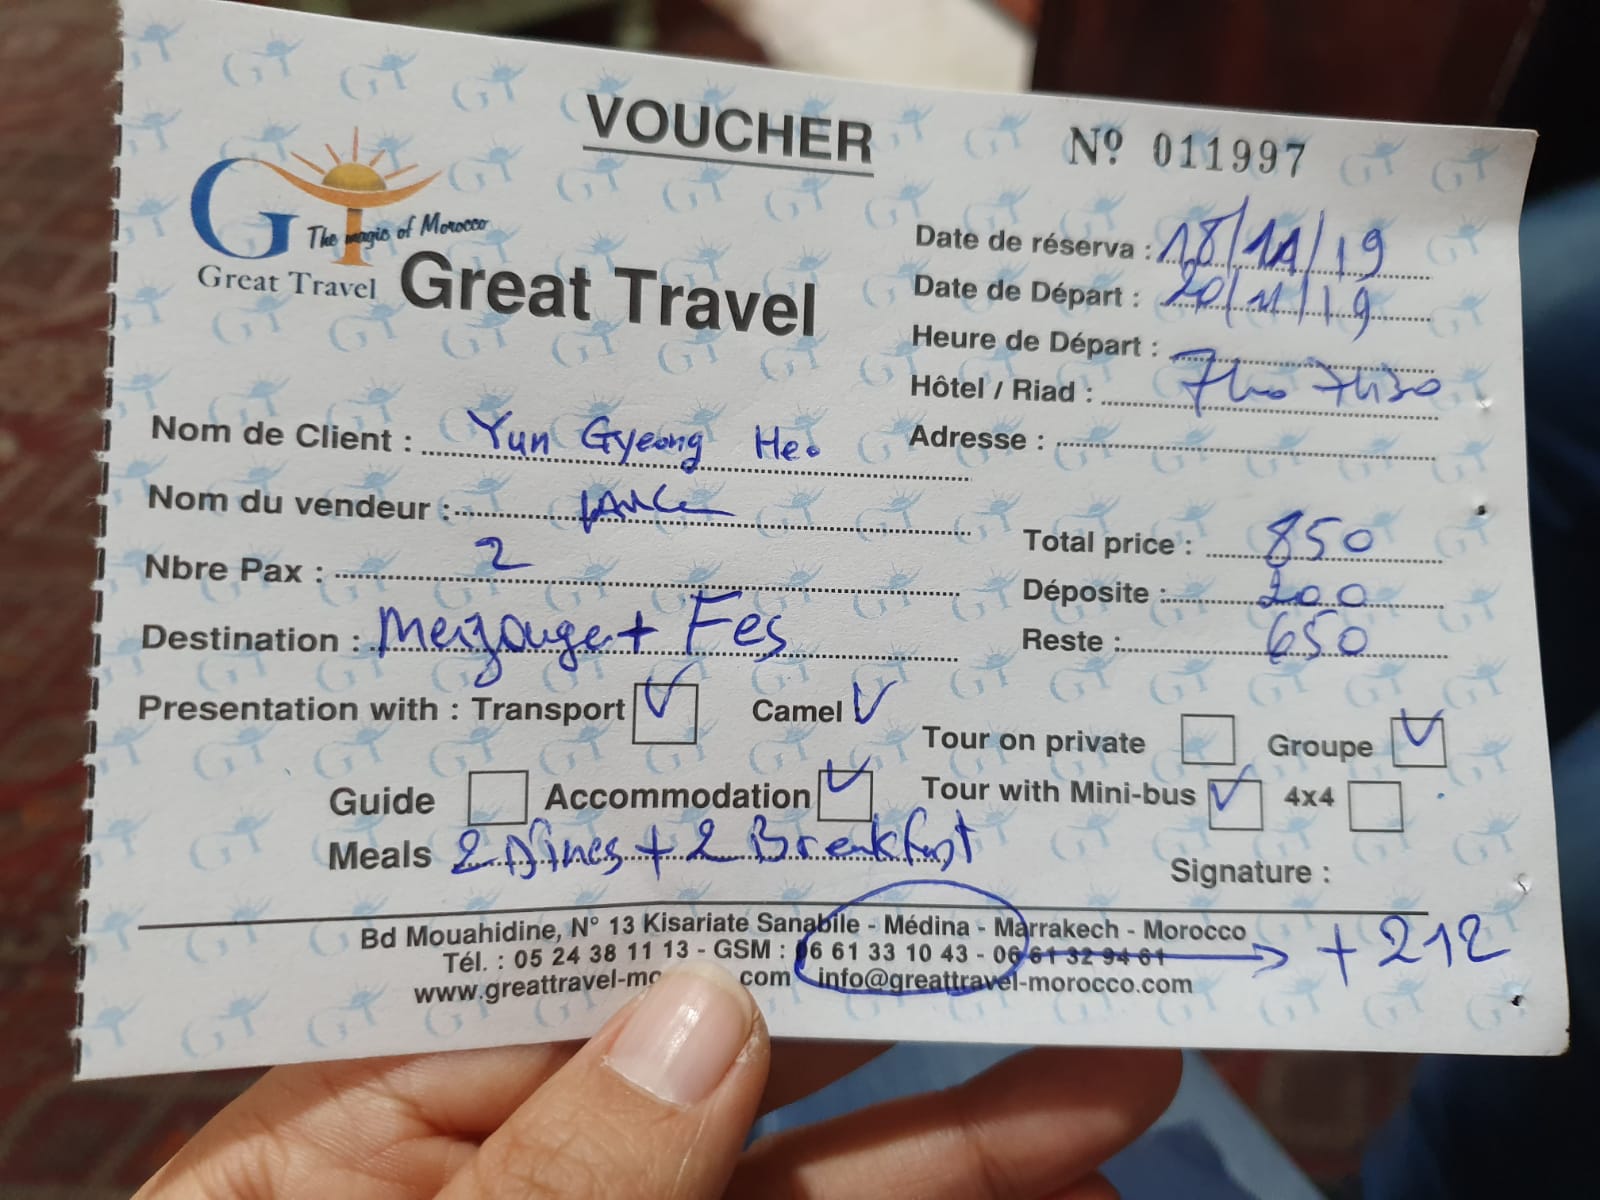 VOUCHER
Nº 011997
GT
The magic of Morocco
Great Travel
Great Travel
Date de réserva : 18/11/19
Date de Départ : 20/11/19
Heure de Départ :
Hôtel / Riad : 7h00 7h30
Adresse :
Nom de Client : Yun Gyeong Heo
Nom du vendeur :
Nbre Pax : 2
Destination : Merzouge + Fes
Total price : 850
Déposite : 200
Reste : 650
Presentation with : Transport V Camel V
Tour on private Groupe V
Guide Accommodation V
Tour with Mini-bus V 4x4
Meals 2 Dines + 2 Breakfast
Signature :
Bd Mouahidine, N° 13 Kisariate Sanabile - Médina - Marrakech - Morocco
Tél. : 05 24 38 11 13 - GSM : 06 61 33 10 43 - 06 61 32 94 61 → +212
www.greattravel-mo com info@greattravel-morocco.com